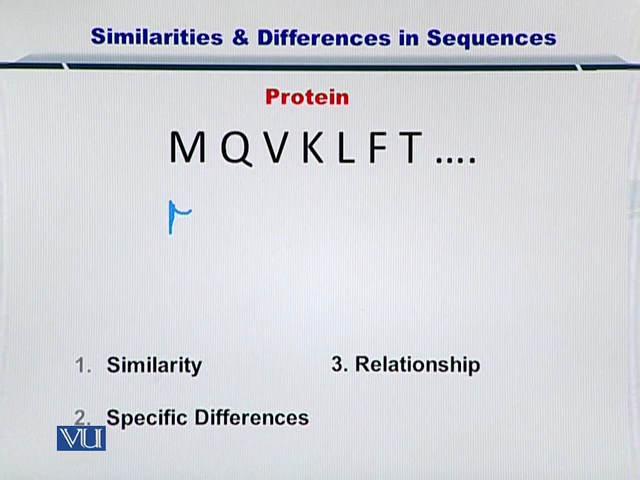 Similarities & Differences in Sequences
Protein
M Q V K L F T ....
1. Similarity
3. Relationship
2. Specific Differences
VU